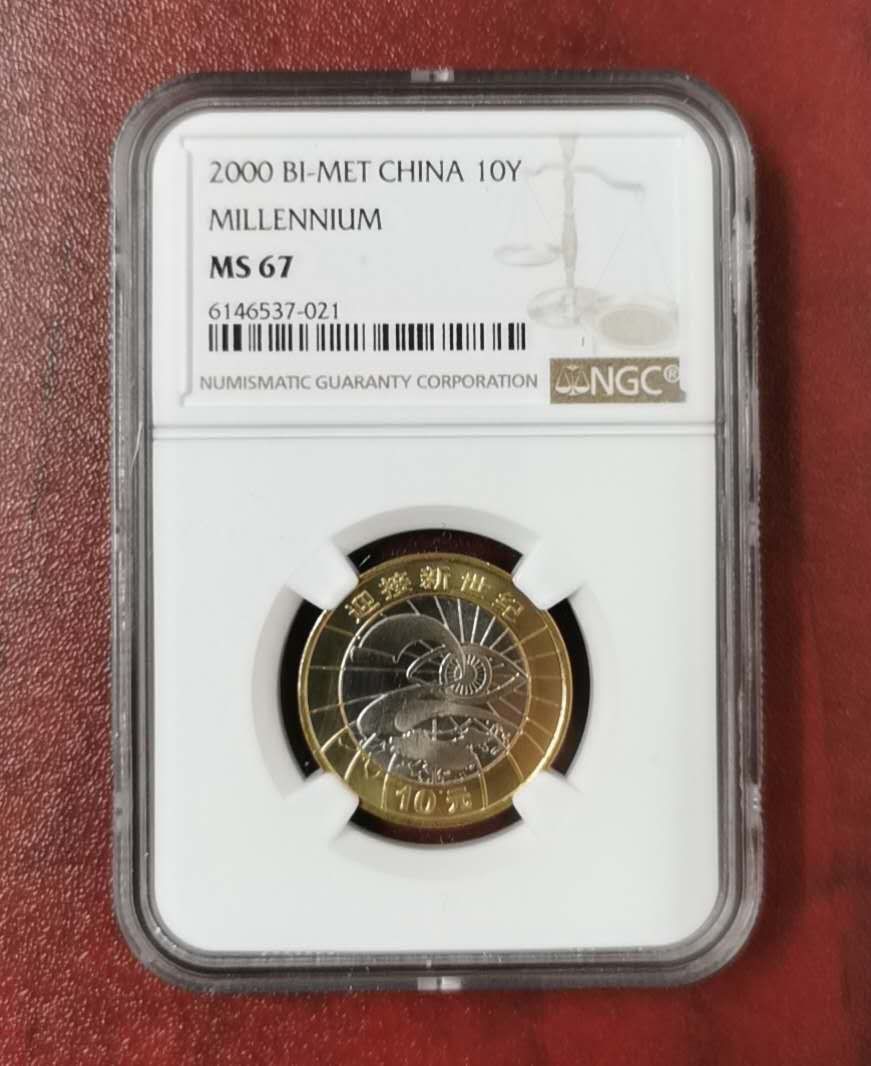 2000 BI-MET CHINA 10Y
MILLENNIUM
MS 67
6146537-021
NUMISMATIC GUARANTY CORPORATION
NGC®
迎接新世纪
10元